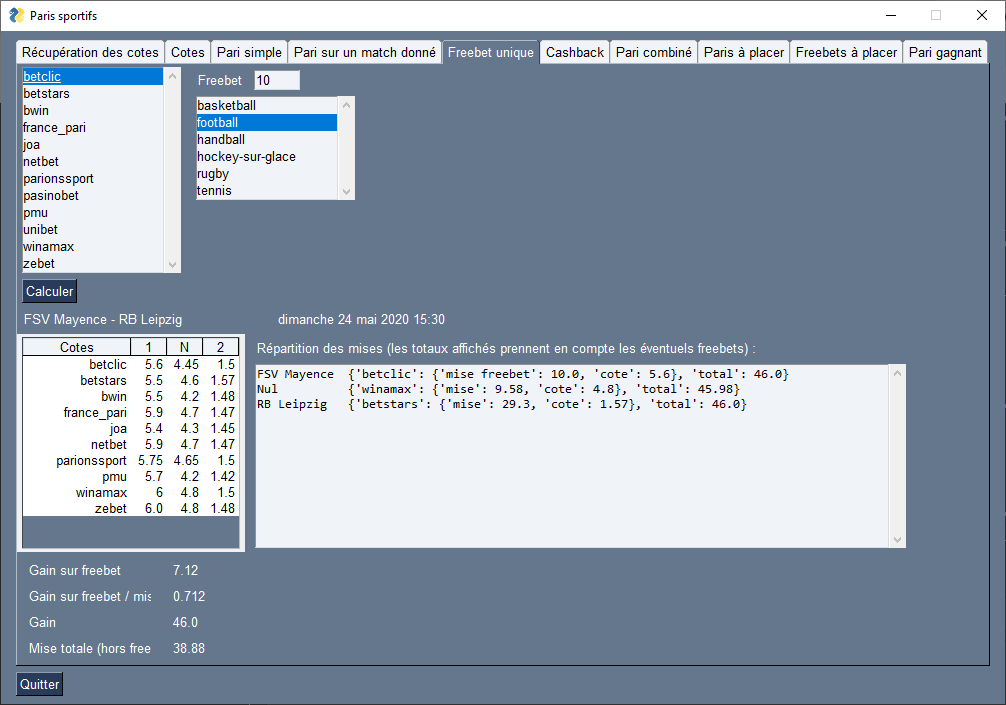 Paris sportifs
Récupération des cotes Cotes Pari simple Pari sur un match donné Freebet unique Cashback Pari combiné Paris à placer Freebets à placer Pari gagnant
betclic
betstars
bwin
france_pari
joa
netbet
parionssport
pasinobet
pmu
unibet
winamax
zebet
Freebet 10
basketball
football
handball
hockey-sur-glace
rugby
tennis
Calculer
FSV Mayence - RB Leipzig dimanche 24 mai 2020 15:30
Cotes 1 N 2
betclic 5.6 4.45 1.5
betstars 5.5 4.6 1.57
bwin 5.5 4.2 1.48
france_pari 5.9 4.7 1.47
joa 5.4 4.3 1.45
netbet 5.9 4.7 1.47
parionssport 5.75 4.65 1.5
pmu 5.7 4.2 1.42
winamax 6 4.8 1.5
zebet 6.0 4.8 1.48
Répartition des mises (les totaux affichés prennent en compte les éventuels freebets) :
FSV Mayence {'betclic': {'mise freebet': 10.0, 'cote': 5.6}, 'total': 46.0}
Nul {'winamax': {'mise': 9.58, 'cote': 4.8}, 'total': 45.98}
RB Leipzig {'betstars': {'mise': 29.3, 'cote': 1.57}, 'total': 46.0}
Gain sur freebet 7.12
Gain sur freebet / mis 0.712
Gain 46.0
Mise totale (hors free 38.88
Quitter